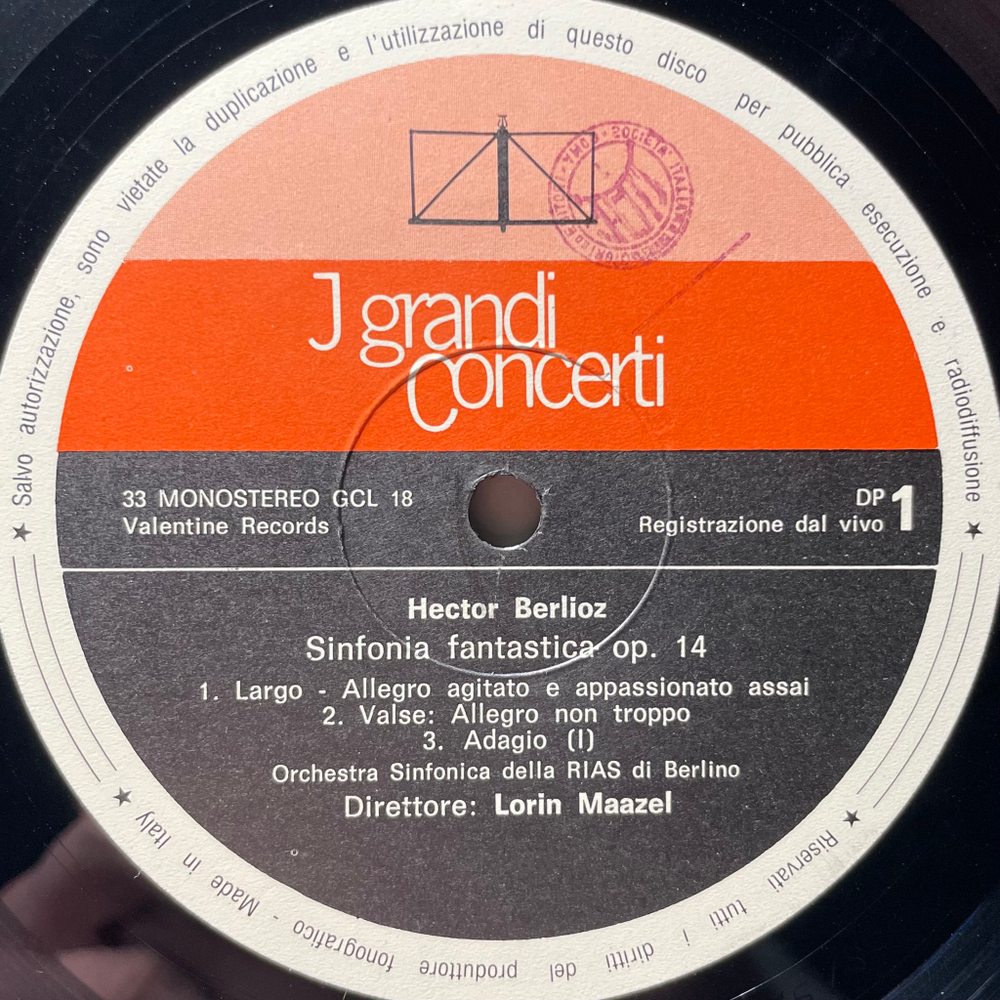 ★ Salvo autorizzazione, sono vietate la duplicazione e l'utilizzazione di questo disco per pubblica esecuzione e radiodiffusione ★
SOCIETA' ITALIANA
J grandi
concerti
33 MONOSTEREO GCL 18
Valentine Records
DP 1
Registrazione dal vivo
Hector Berlioz
Sinfonia fantastica op. 14
1. Largo - Allegro agitato e appassionato assai
2. Valse: Allegro non troppo
3. Adagio (I)
Orchestra Sinfonica della RIAS di Berlino
Direttore: Lorin Maazel
★ Riservati tutti i diritti del produttore fonografico - Made in Italy ★